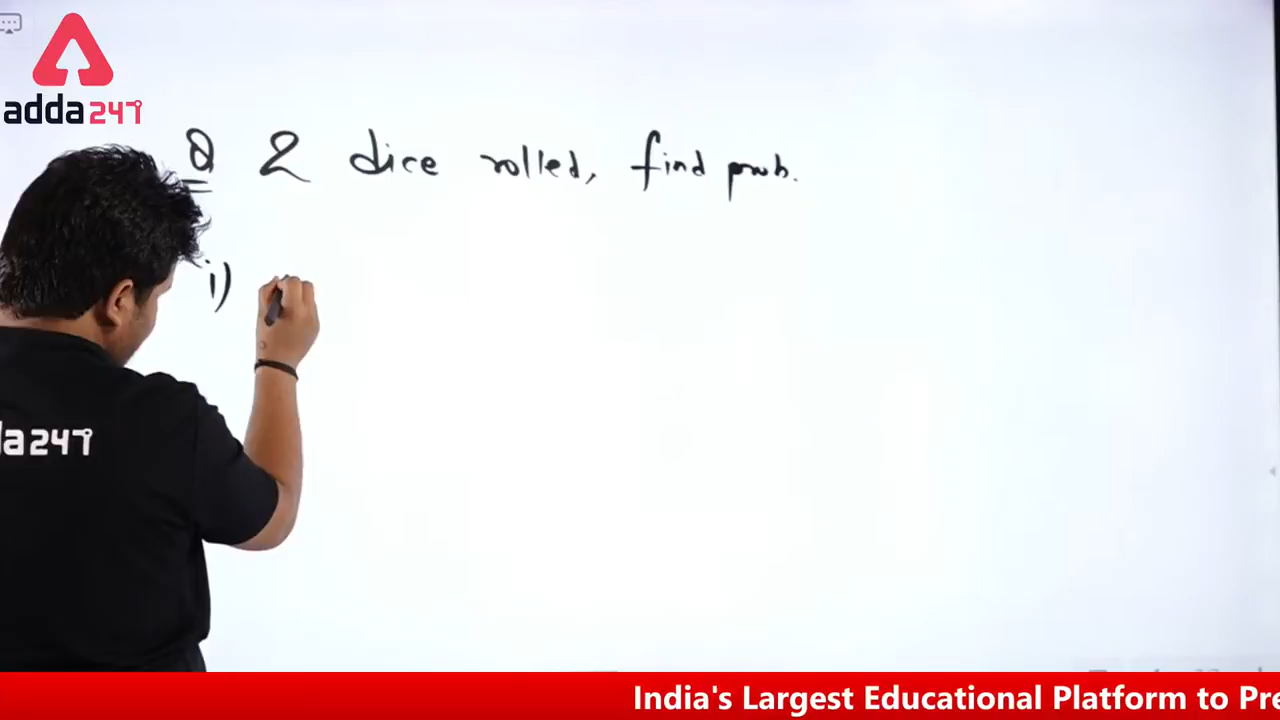 adda247
Q 2 dice rolled, find prob.
i)
da247
India's Largest Educational Platform to Pre